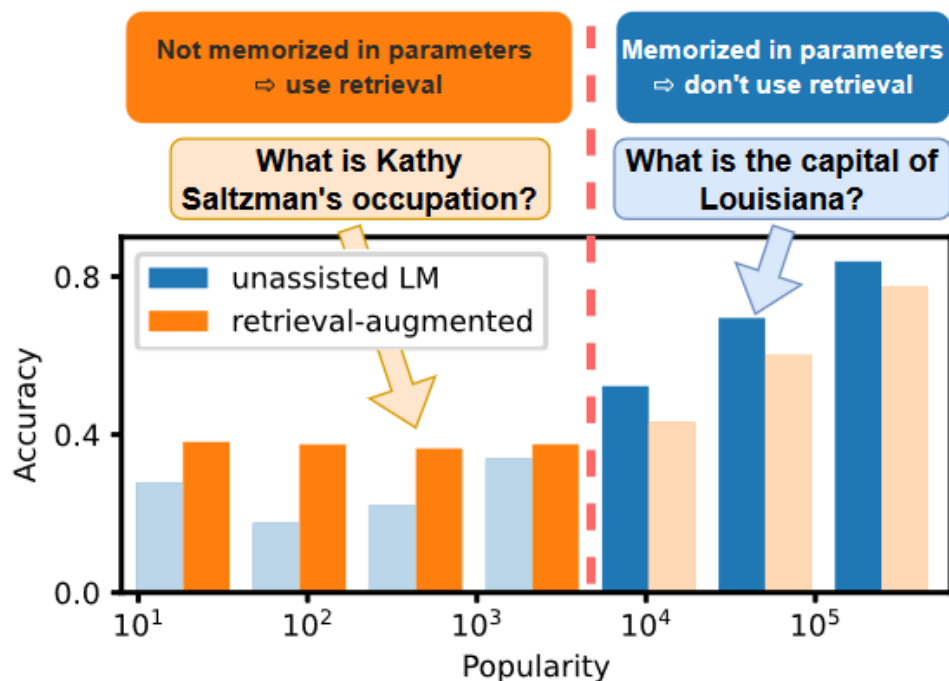 Not memorized in parameters
⇨ use retrieval
Memorized in parameters
⇨ don't use retrieval
What is Kathy
Saltzman's occupation?
What is the capital of
Louisiana?
unassisted LM
retrieval-augmented
Accuracy
0.8
0.4
0.0
10¹
10²
10³
10⁴
10⁵
Popularity